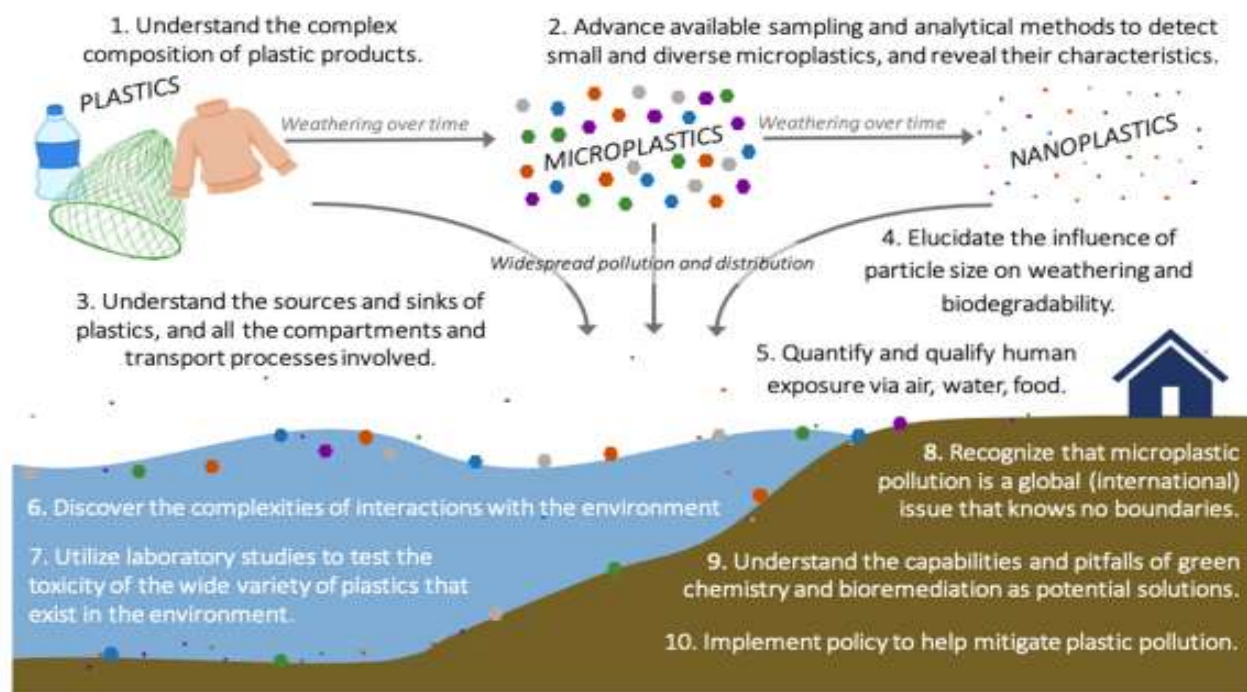 1. Understand the complex
composition of plastic products.
2. Advance available sampling and analytical methods to detect
small and diverse microplastics, and reveal their characteristics.
PLASTICS
Weathering over time
MICROPLASTICS
Weathering over time
NANOPLASTICS
Widespread pollution and distribution
3. Understand the sources and sinks of
plastics, and all the compartments and
transport processes involved.
4. Elucidate the influence of
particle size on weathering and
biodegradability.
5. Quantify and qualify human
exposure via air, water, food.
6. Discover the complexities of interactions with the environment
7. Utilize laboratory studies to test the
toxicity of the wide variety of plastics that
exist in the environment.
8. Recognize that microplastic
pollution is a global (international)
issue that knows no boundaries.
9. Understand the capabilities and pitfalls of green
chemistry and bioremediation as potential solutions.
10. Implement policy to help mitigate plastic pollution.